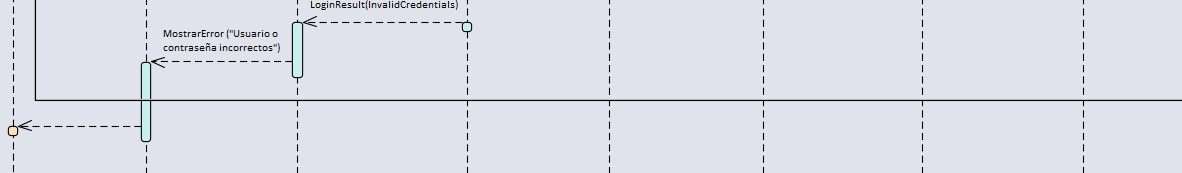 LoginResult(InvalidCredentials)
MostrarError ("Usuario o
contraseña incorrectos")